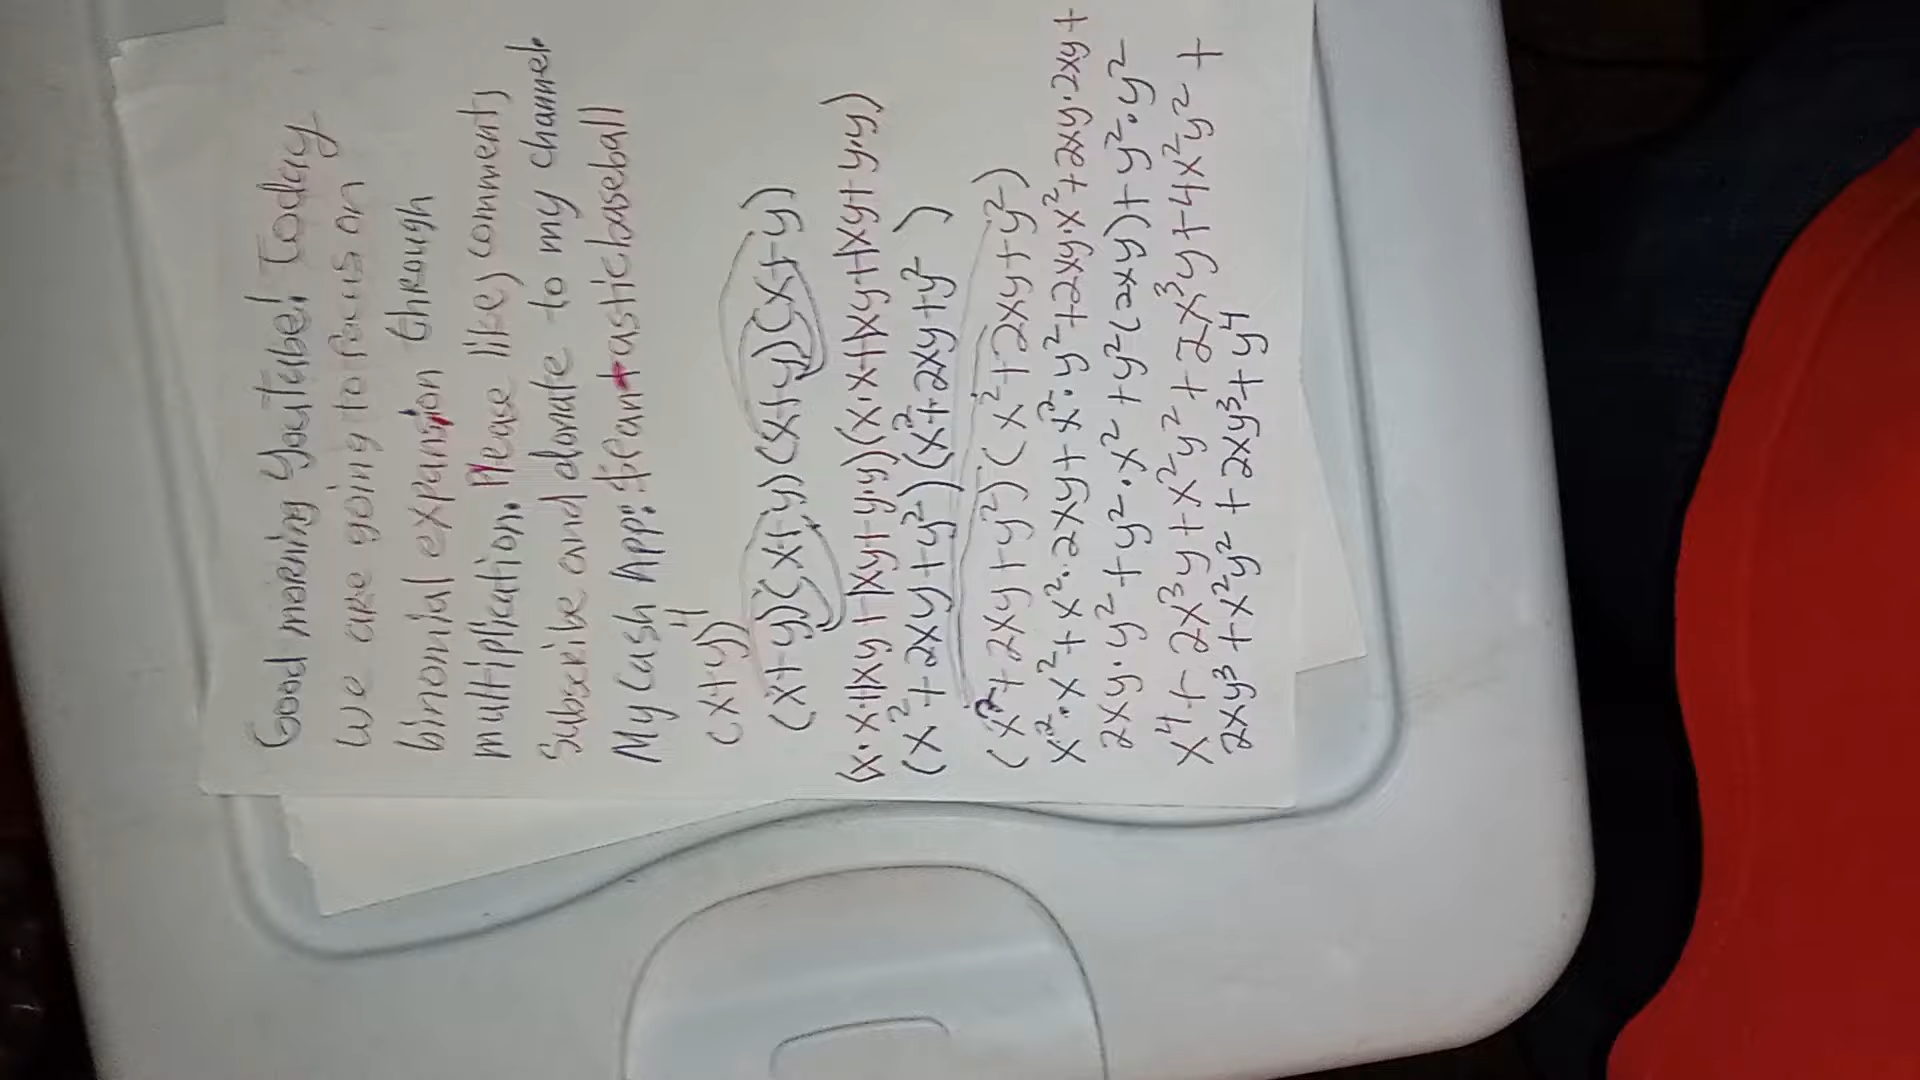 Good morning YouTube! Today
we are going to focus on
binomial expansion through
multiplication. Please like, comments,
Subscribe and donate to my channel.
My Cash App: $eantasticbaseball
(x+y)^4
(x+y)(x+y)(x+y)(x+y)
(x·x+1xy+1xy+y·y)(x·x+1xy+1xy+y·y)
(x²+2xy+y²)(x²+2xy+y²)
(x²+2xy+y²)(x²+2xy+y²)
x²·x²+x²·2xy+x²·y²+2xy·x²+2xy·2xy+
2xy·y²+y²·x²+y²(2xy)+y²·y²
x⁴+2x³y+x²y²+2x³y+4x²y²+
2xy³+x²y²+2xy³+y⁴